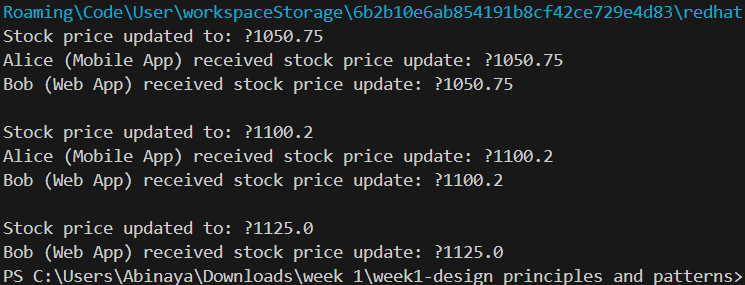 Roaming\Code\User\workspaceStorage\6b2b10e6ab854191b8cf42ce729e4d83\redhat
Stock price updated to: ?1050.75
Alice (Mobile App) received stock price update: ?1050.75
Bob (Web App) received stock price update: ?1050.75

Stock price updated to: ?1100.2
Alice (Mobile App) received stock price update: ?1100.2
Bob (Web App) received stock price update: ?1100.2

Stock price updated to: ?1125.0
Bob (Web App) received stock price update: ?1125.0
PS C:\Users\Abinaya\Downloads\week 1\week1-design principles and patterns>